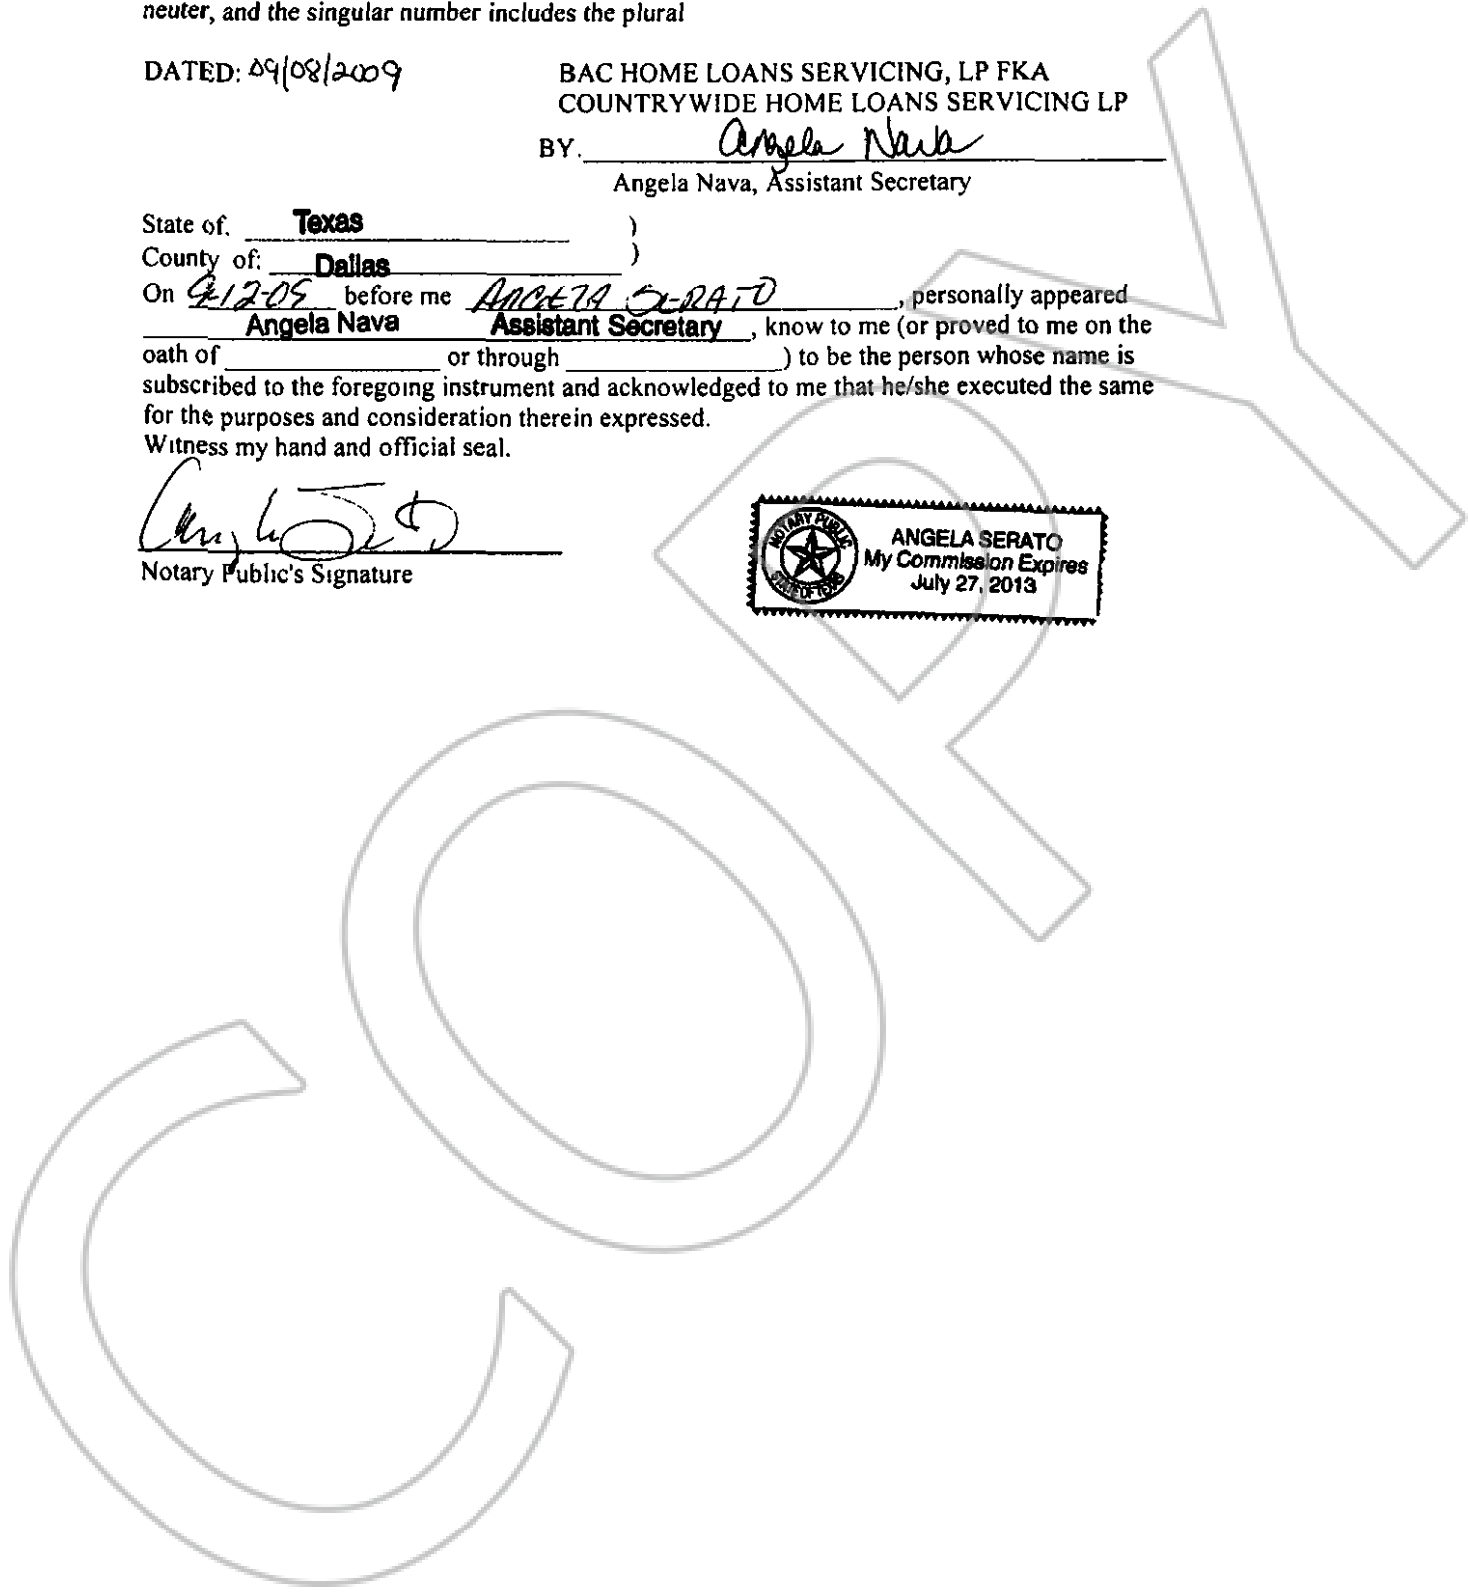 neuter, and the singular number includes the plural
DATED: 09/08/2009
BAC HOME LOANS SERVICING, LP FKA
COUNTRYWIDE HOME LOANS SERVICING LP
BY. Angela Nava
Angela Nava, Assistant Secretary
State of. Texas )
County of: Dallas )
On before me ANGELA SERATO, personally appeared
Angela Nava Assistant Secretary, know to me (or proved to me on the
oath of or through ) to be the person whose name is
subscribed to the foregoing instrument and acknowledged to me that he/she executed the same
for the purposes and consideration therein expressed.
Witness my hand and official seal.
Notary Public's Signature
NOTARY PUBLIC
STATE OF TEXAS
ANGELA SERATO
My Commission Expires
July 27, 2013
COPY